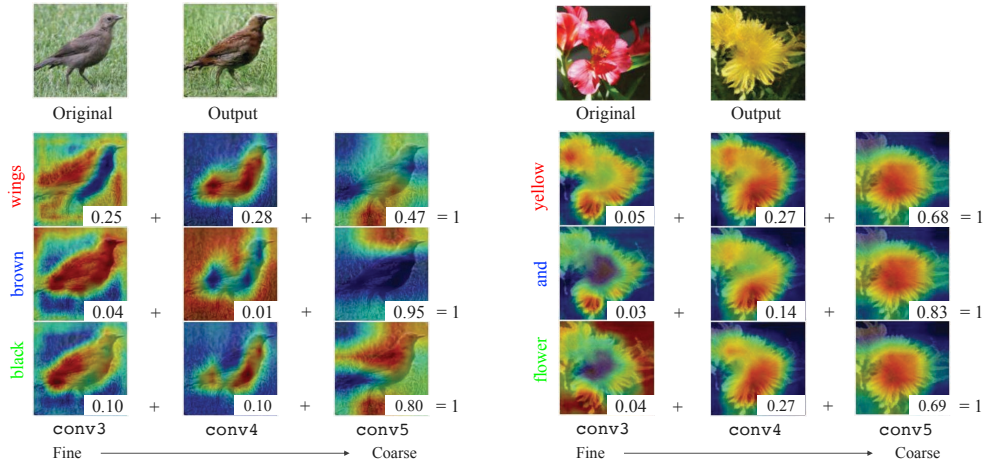 Original Output
wings 0.25 + 0.28 + 0.47 = 1
brown 0.04 + 0.01 + 0.95 = 1
black 0.10 + 0.10 + 0.80 = 1
conv3 conv4 conv5
Fine Coarse
Original Output
yellow 0.05 + 0.27 + 0.68 = 1
and 0.03 + 0.14 + 0.83 = 1
flower 0.04 + 0.27 + 0.69 = 1
conv3 conv4 conv5
Fine Coarse